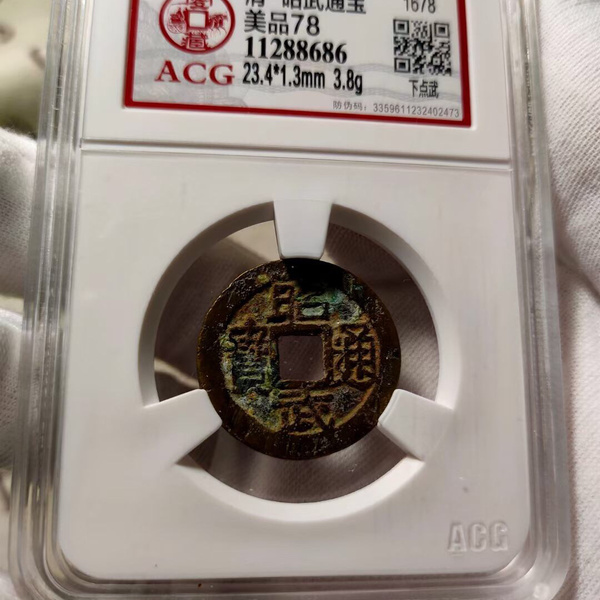 清 昭武通宝 1678
美品78
11288686
ACG 23.4*1.3mm 3.8g
下点武
防伪码: 3359611232402473
昭武通寶
ACG